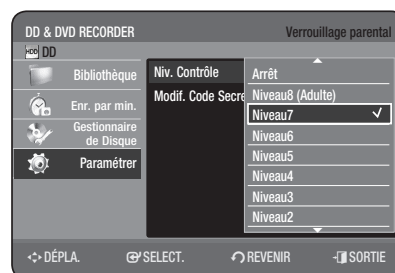 DD & DVD RECORDER
Verrouillage parental
HDD DD
Bibliothèque
Enr. par min.
Gestionnaire
de Disque
Paramétrer
Niv. Contrôle
Modif. Code Secre
Arrêt
Niveau8 (Adulte)
Niveau7 ✓
Niveau6
Niveau5
Niveau4
Niveau3
Niveau2
DÉPLA. SELECT. REVENIR SORTIE